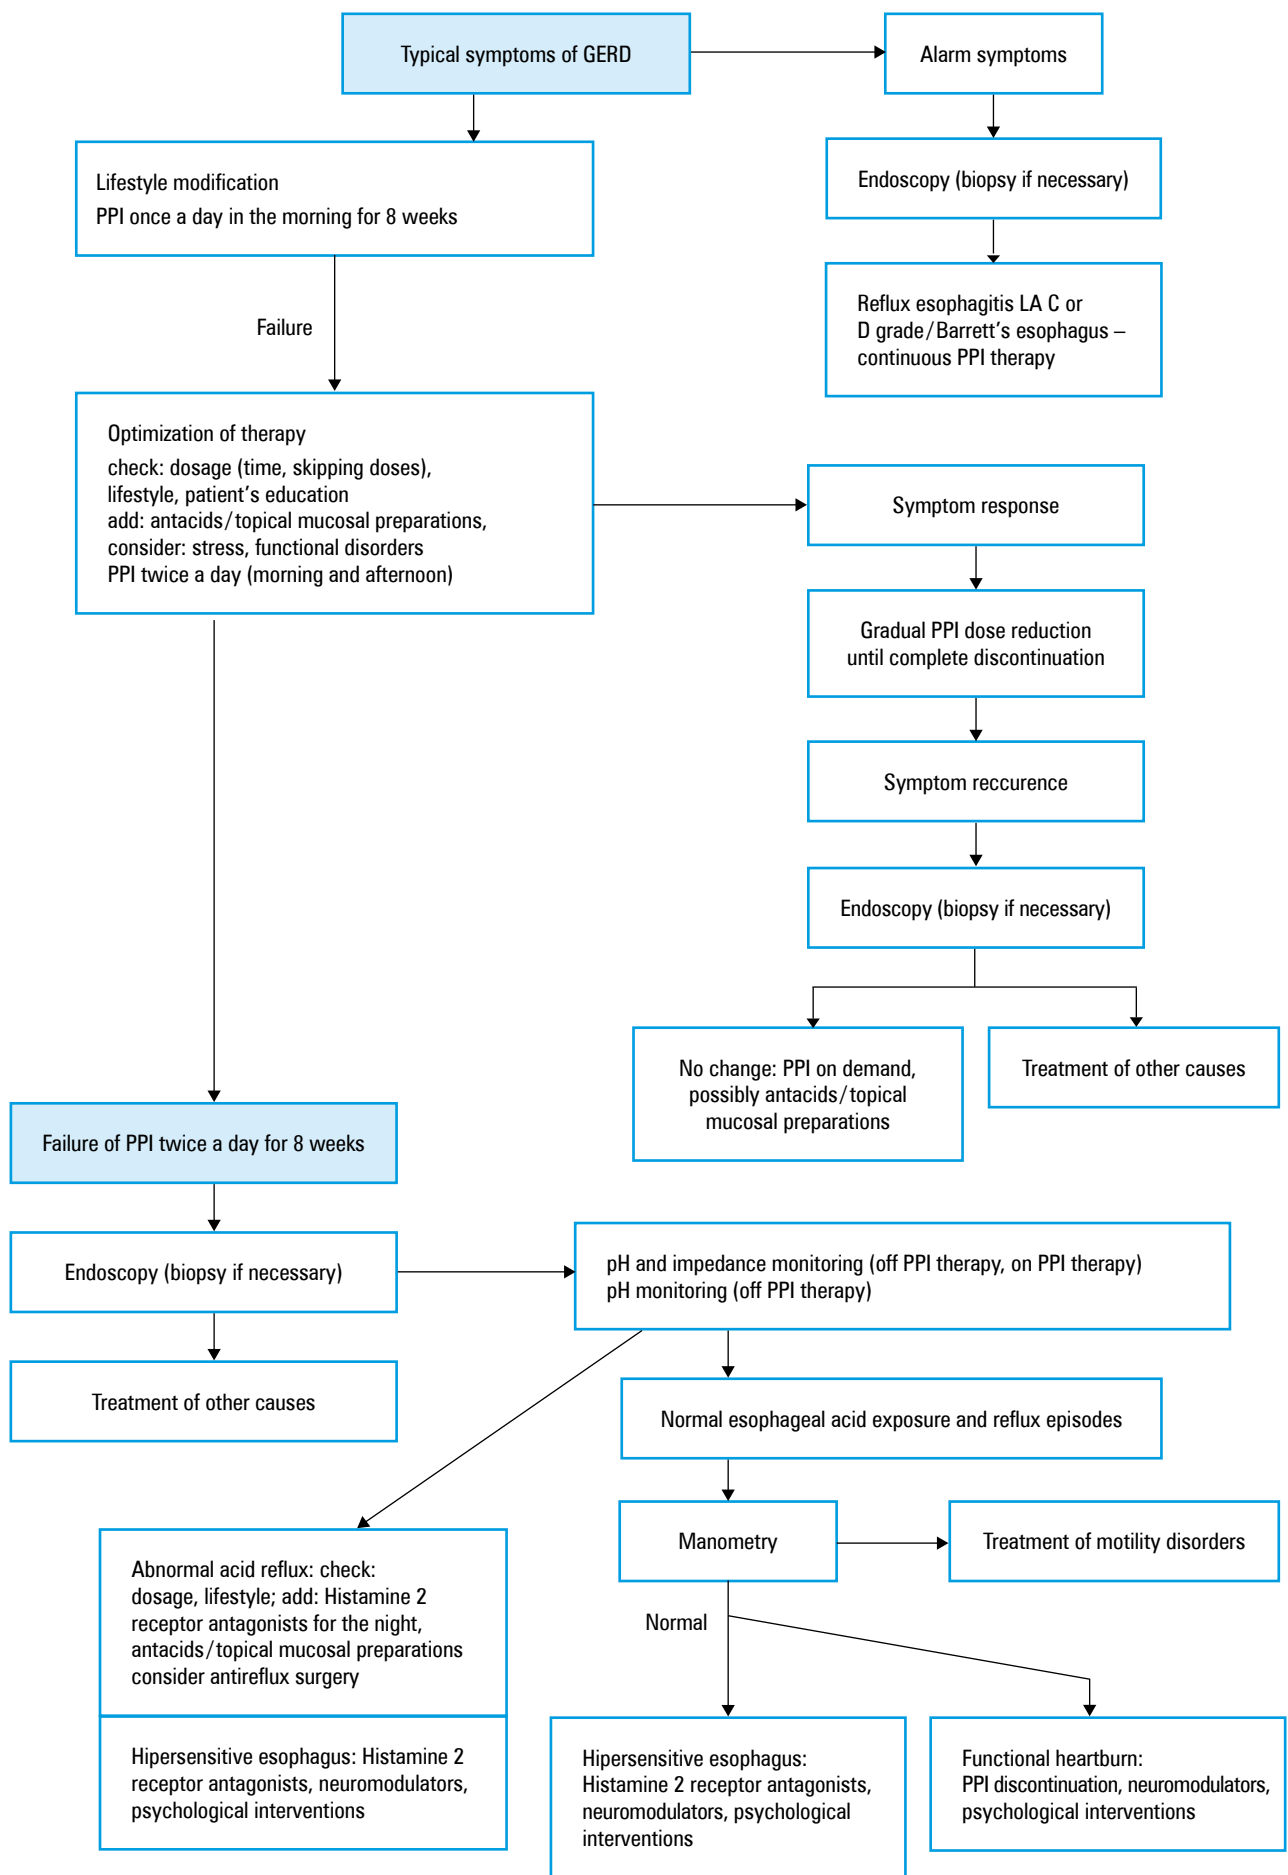 Typical symptoms of GERD
Alarm symptoms
Lifestyle modification
PPI once a day in the morning for 8 weeks
Endoscopy (biopsy if necessary)
Reflux esophagitis LA C or
D grade/Barrett's esophagus –
continuous PPI therapy
Failure
Optimization of therapy
check: dosage (time, skipping doses),
lifestyle, patient's education
add: antacids/topical mucosal preparations,
consider: stress, functional disorders
PPI twice a day (morning and afternoon)
Symptom response
Gradual PPI dose reduction
until complete discontinuation
Symptom reccurence
Endoscopy (biopsy if necessary)
No change: PPI on demand,
possibly antacids/topical
mucosal preparations
Treatment of other causes
Failure of PPI twice a day for 8 weeks
Endoscopy (biopsy if necessary)
pH and impedance monitoring (off PPI therapy, on PPI therapy)
pH monitoring (off PPI therapy)
Treatment of other causes
Normal esophageal acid exposure and reflux episodes
Manometry
Treatment of motility disorders
Abnormal acid reflux: check:
dosage, lifestyle; add: Histamine 2
receptor antagonists for the night,
antacids/topical mucosal preparations
consider antireflux surgery
Normal
Hipersensitive esophagus: Histamine 2
receptor antagonists, neuromodulators,
psychological interventions
Hipersensitive esophagus:
Histamine 2 receptor antagonists,
neuromodulators, psychological
interventions
Functional heartburn:
PPI discontinuation, neuromodulators,
psychological interventions